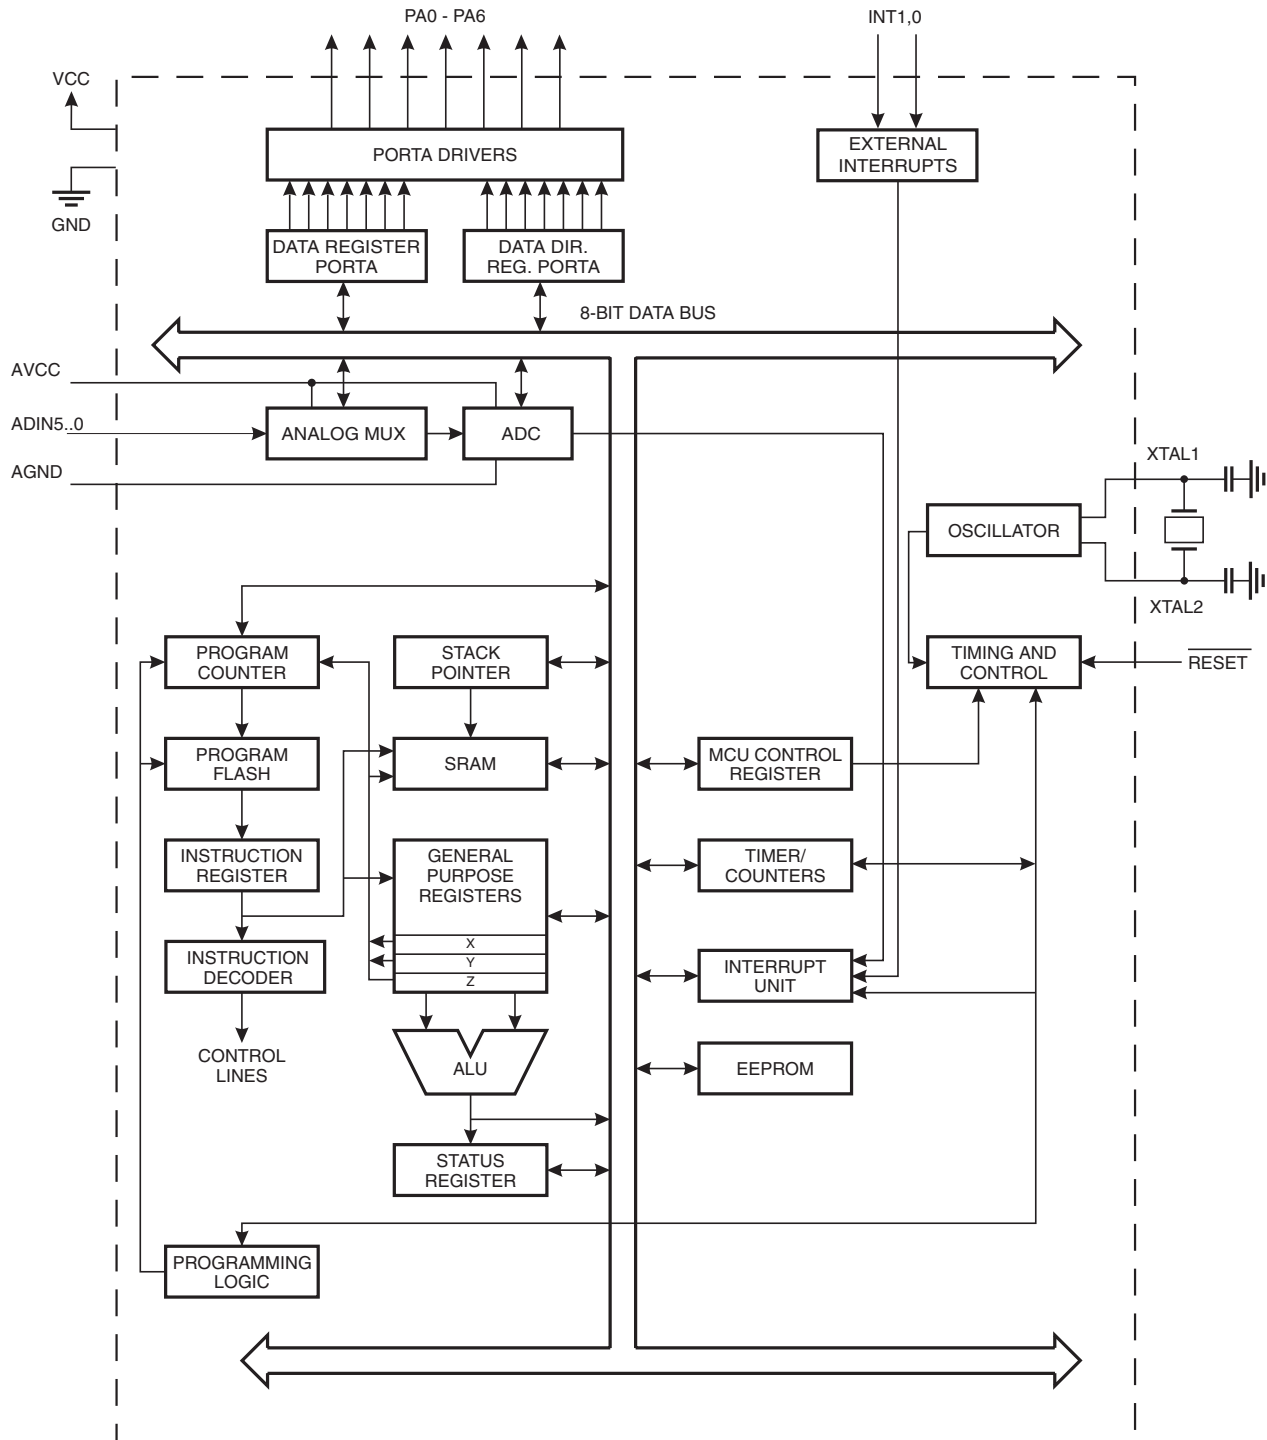 PA0 - PA6
INT1,0
VCC
GND
PORTA DRIVERS
EXTERNAL
INTERRUPTS
DATA REGISTER
PORTA
DATA DIR.
REG. PORTA
8-BIT DATA BUS
AVCC
ADIN5..0
AGND
ANALOG MUX
ADC
XTAL1
OSCILLATOR
XTAL2
PROGRAM
COUNTER
STACK
POINTER
TIMING AND
CONTROL
RESET
PROGRAM
FLASH
SRAM
MCU CONTROL
REGISTER
INSTRUCTION
REGISTER
GENERAL
PURPOSE
REGISTERS
X
Y
Z
TIMER/
COUNTERS
INSTRUCTION
DECODER
INTERRUPT
UNIT
CONTROL
LINES
ALU
EEPROM
STATUS
REGISTER
PROGRAMMING
LOGIC